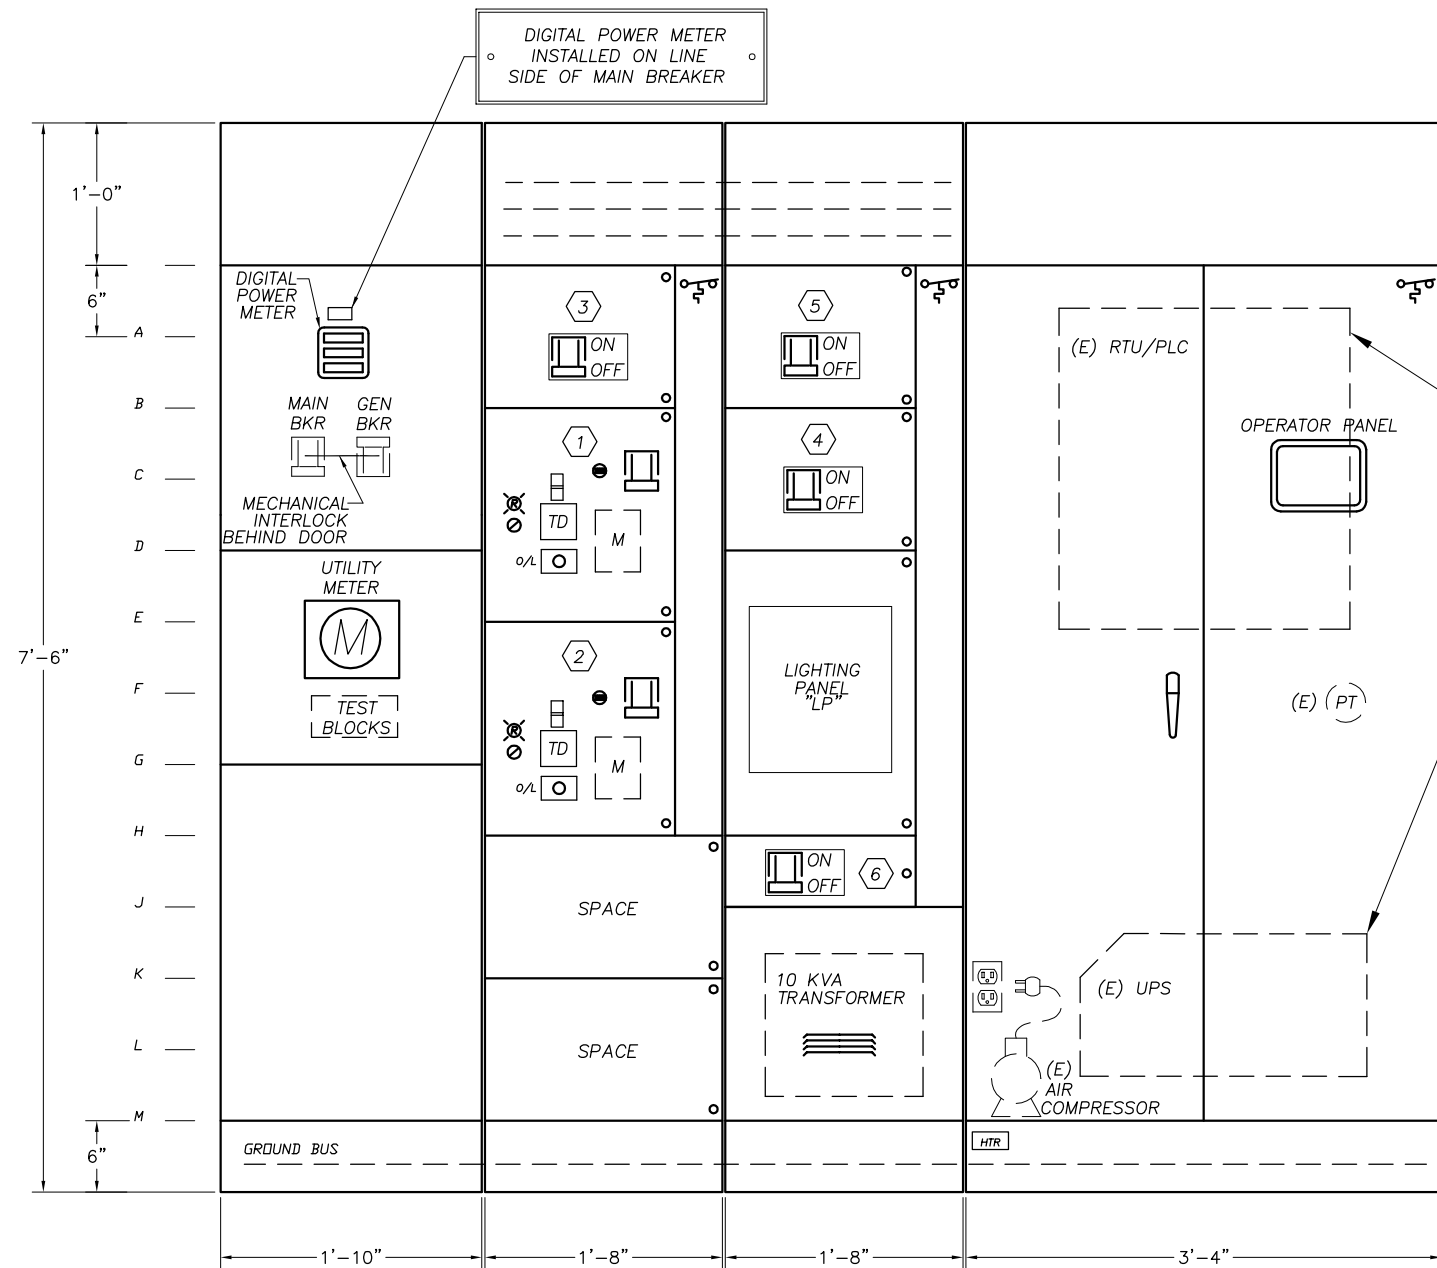 DIGITAL POWER METER
INSTALLED ON LINE
SIDE OF MAIN BREAKER
1'-0"
6"
7'-6"
6"
A
B
C
D
E
F
G
H
J
K
L
M
DIGITAL
POWER
METER
MAIN
BKR
GEN
BKR
MECHANICAL
INTERLOCK
BEHIND DOOR
UTILITY
METER
M
TEST
BLOCKS
GROUND BUS
3
ON
OFF
1
R
TD
M
O/L
2
R
TD
M
O/L
SPACE
SPACE
5
ON
OFF
4
ON
OFF
LIGHTING
PANEL
"LP"
ON
OFF
6
10 KVA
TRANSFORMER
(E) RTU/PLC
OPERATOR PANEL
(E) PT
(E) UPS
(E)
AIR
COMPRESSOR
HTR
1'-10"
1'-8"
1'-8"
3'-4"